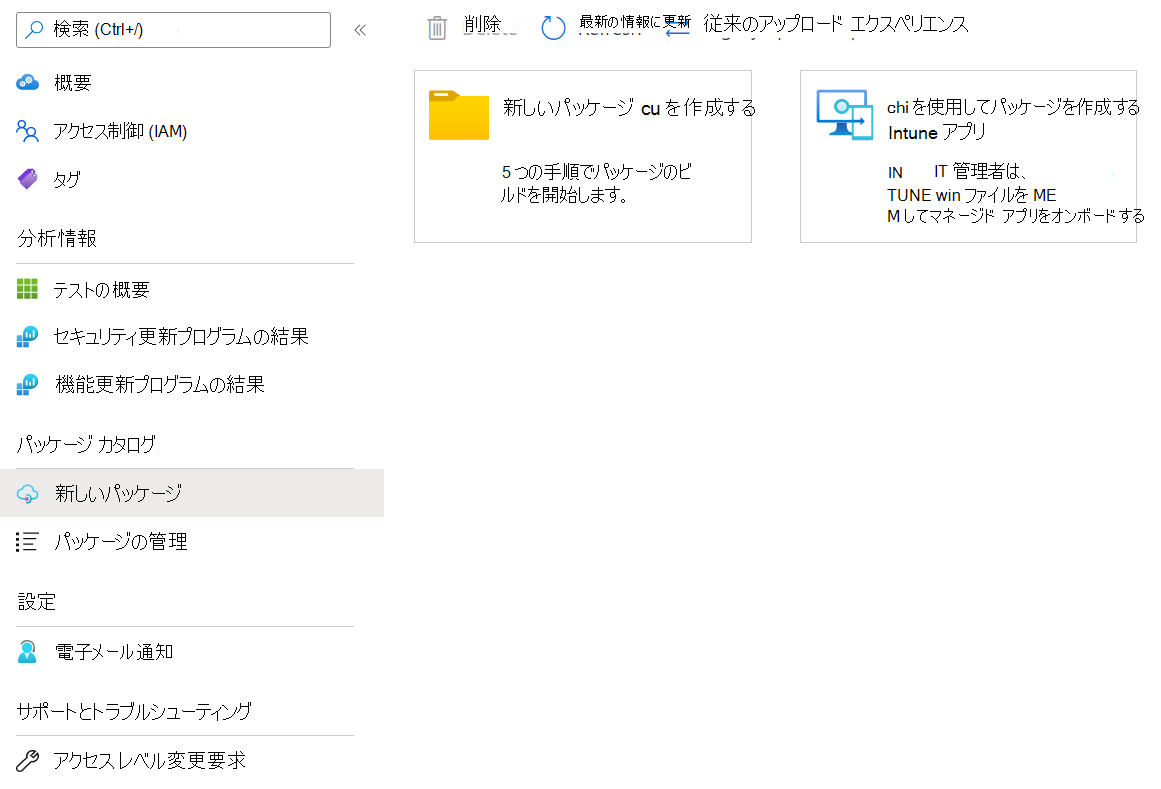 検索 (Ctrl+/)
概要
アクセス制御 (IAM)
タグ
分析情報
テストの概要
セキュリティ更新プログラムの結果
機能更新プログラムの結果
パッケージ カタログ
新しいパッケージ
パッケージの管理
設定
電子メール通知
サポートとトラブルシューティング
アクセスレベル変更要求
削除 最新の情報に更新 従来のアップロード エクスペリエンス
新しいパッケージ cu を作成する
5 つの手順でパッケージのビ
ルドを開始します。
chi を使用してパッケージを作成する
Intune アプリ
IN IT 管理者は、
TUNE win ファイルを ME
M してマネージド アプリをオンボードする